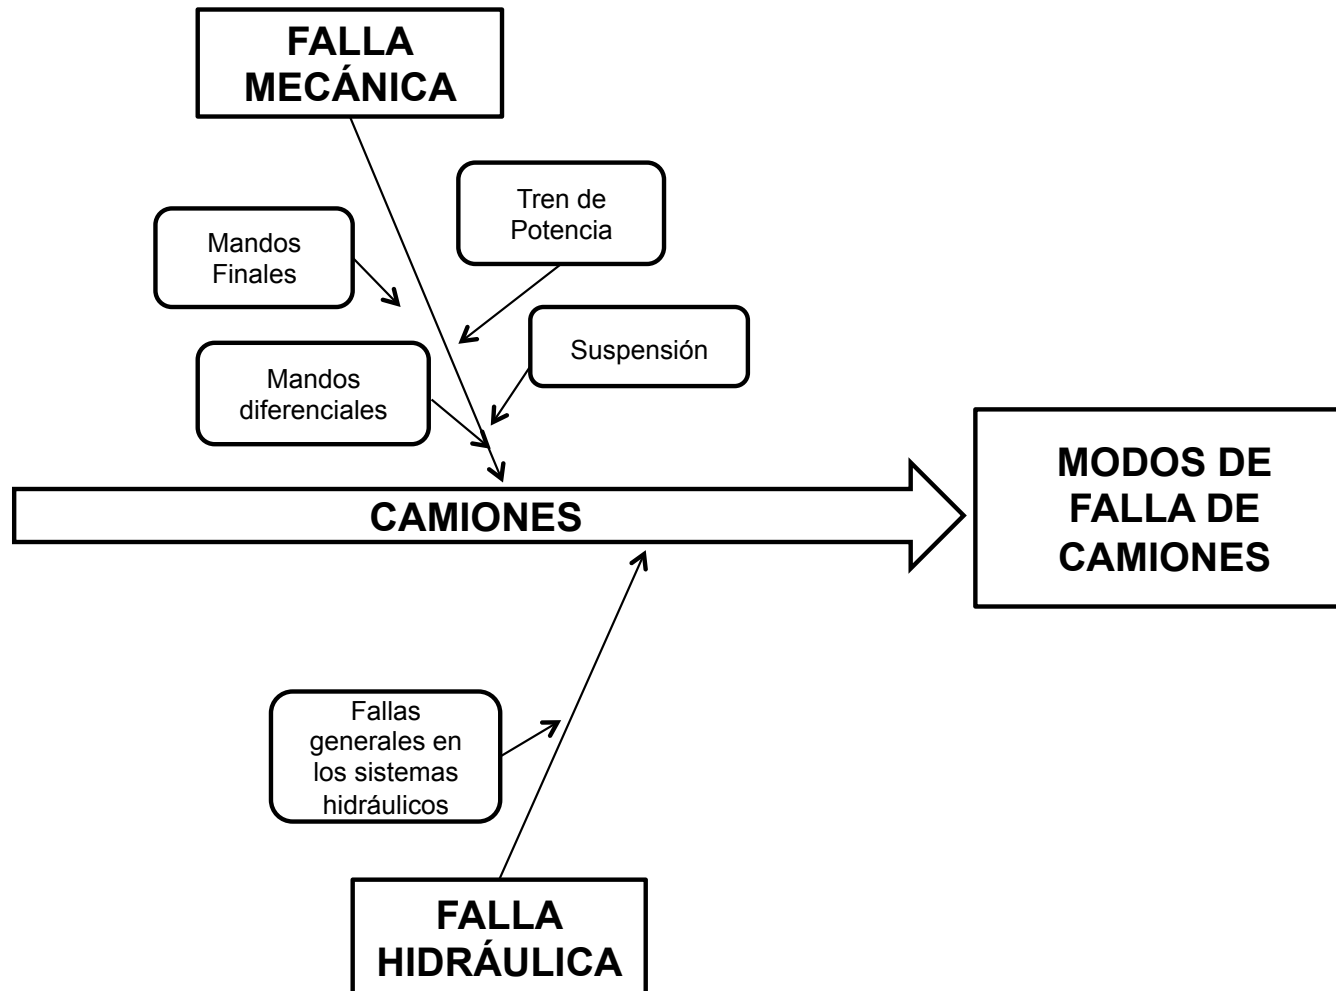 FALLA
MECÁNICA
Tren de
Potencia
Mandos
Finales
Suspensión
Mandos
diferenciales
CAMIONES
MODOS DE
FALLA DE
CAMIONES
Fallas
generales en
los sistemas
hidráulicos
FALLA
HIDRÁULICA